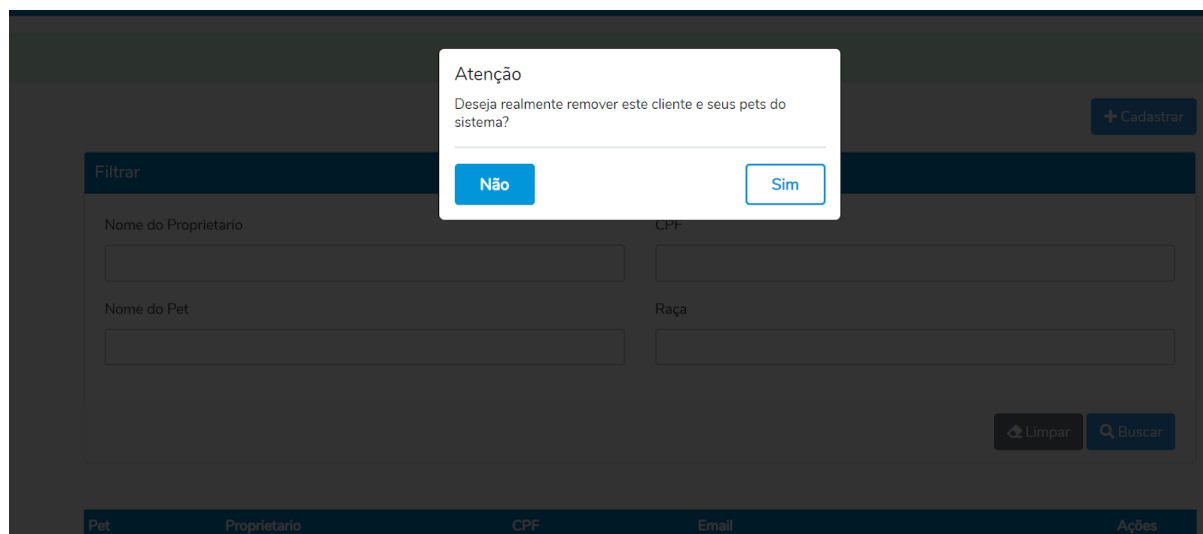 Atenção
Deseja realmente remover este cliente e seus pets do
sistema?
Não
Sim
Cadastrar
Filtrar
Nome do Proprietario
CPF
Nome do Pet
Raça
Limpar
Buscar
Pet Proprietario CPF Email Ações